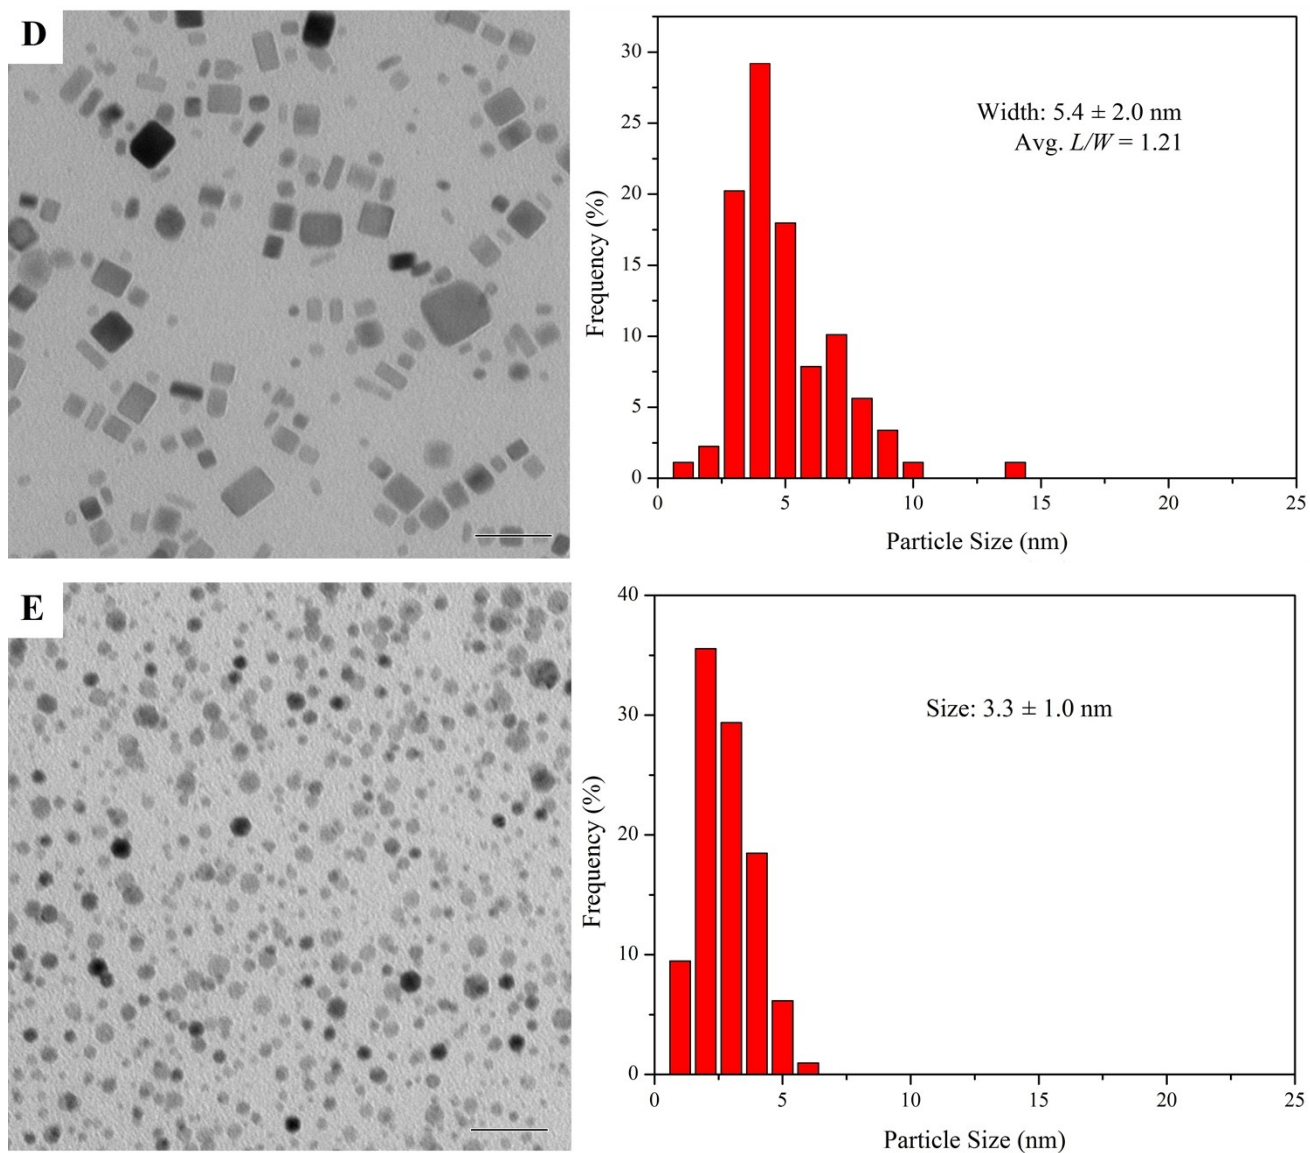 D
30
25
20
15
10
5
0
Frequency (%)
Width: 5.4 ± 2.0 nm
Avg. L/W = 1.21
0 5 10 15 20 25
Particle Size (nm)
E
40
30
20
10
0
Frequency (%)
Size: 3.3 ± 1.0 nm
0 5 10 15 20 25
Particle Size (nm)